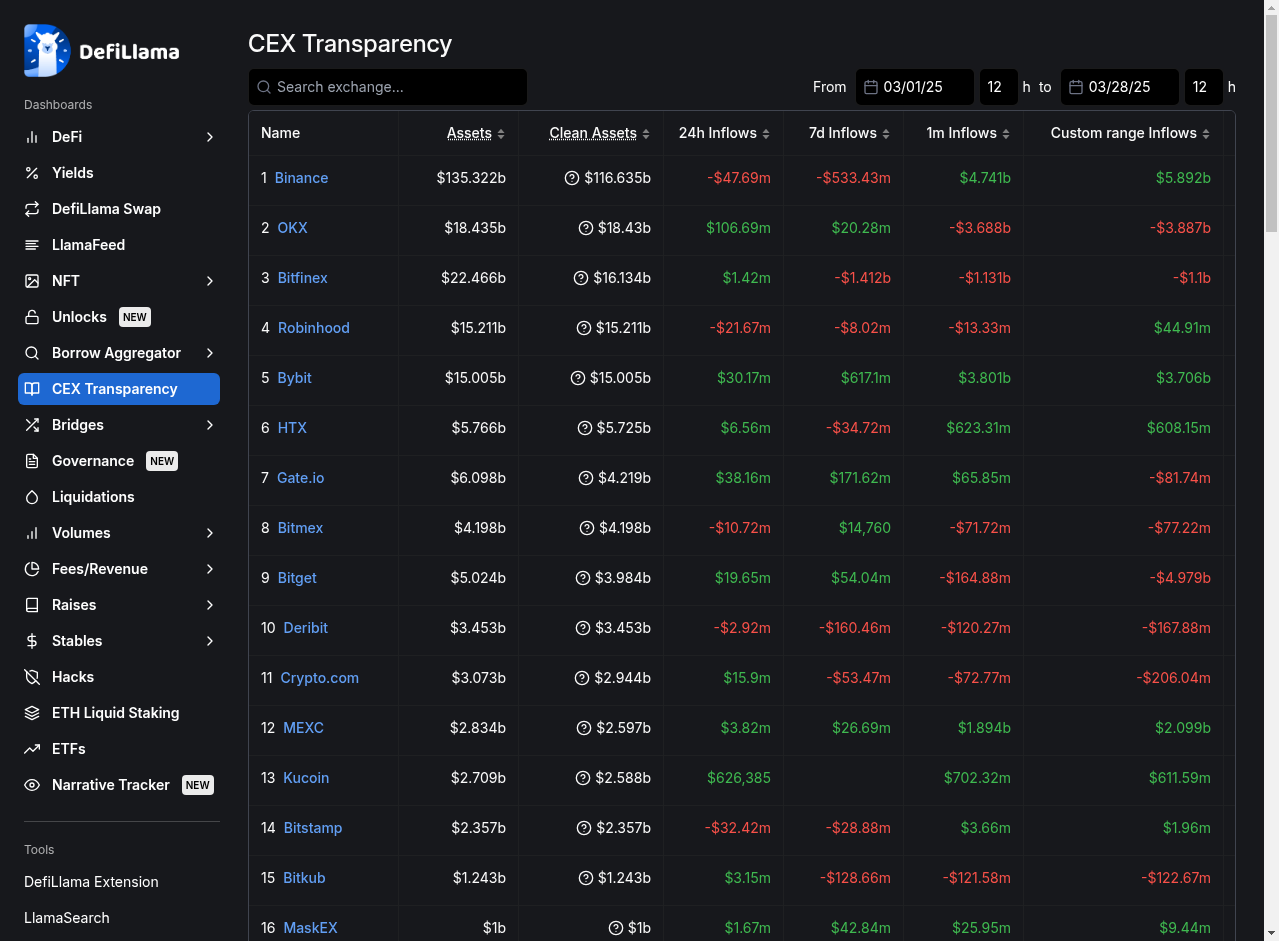 DefiLlama
Dashboards
DeFi
Yields
DefiLlama Swap
LlamaFeed
NFT
Unlocks NEW
Borrow Aggregator
CEX Transparency
Bridges
Governance NEW
Liquidations
Volumes
Fees/Revenue
Raises
Stables
Hacks
ETH Liquid Staking
ETFs
Narrative Tracker NEW
Tools
DefiLlama Extension
LlamaSearch
CEX Transparency
Search exchange... From 03/01/25 12 h to 03/28/25 12 h
Name Assets Clean Assets 24h Inflows 7d Inflows 1m Inflows Custom range Inflows
1 Binance $135.322b $116.635b -$47.69m -$533.43m $4.741b $5.892b
2 OKX $18.435b $18.43b $106.69m $20.28m -$3.688b -$3.887b
3 Bitfinex $22.466b $16.134b $1.42m -$1.412b -$1.131b -$1.1b
4 Robinhood $15.211b $15.211b -$21.67m -$8.02m -$13.33m $44.91m
5 Bybit $15.005b $15.005b $30.17m $617.1m $3.801b $3.706b
6 HTX $5.766b $5.725b $6.56m -$34.72m $623.31m $608.15m
7 Gate.io $6.098b $4.219b $38.16m $171.62m $65.85m -$81.74m
8 Bitmex $4.198b $4.198b -$10.72m $14,760 -$71.72m -$77.22m
9 Bitget $5.024b $3.984b $19.65m $54.04m -$164.88m -$4.979b
10 Deribit $3.453b $3.453b -$2.92m -$160.46m -$120.27m -$167.88m
11 Crypto.com $3.073b $2.944b $15.9m -$53.47m -$72.77m -$206.04m
12 MEXC $2.834b $2.597b $3.82m $26.69m $1.894b $2.099b
13 Kucoin $2.709b $2.588b $626,385 $702.32m $611.59m
14 Bitstamp $2.357b $2.357b -$32.42m -$28.88m $3.66m $1.96m
15 Bitkub $1.243b $1.243b $3.15m -$128.66m -$121.58m -$122.67m
16 MaskEX $1b $1b $1.67m $42.84m $25.95m $9.44m